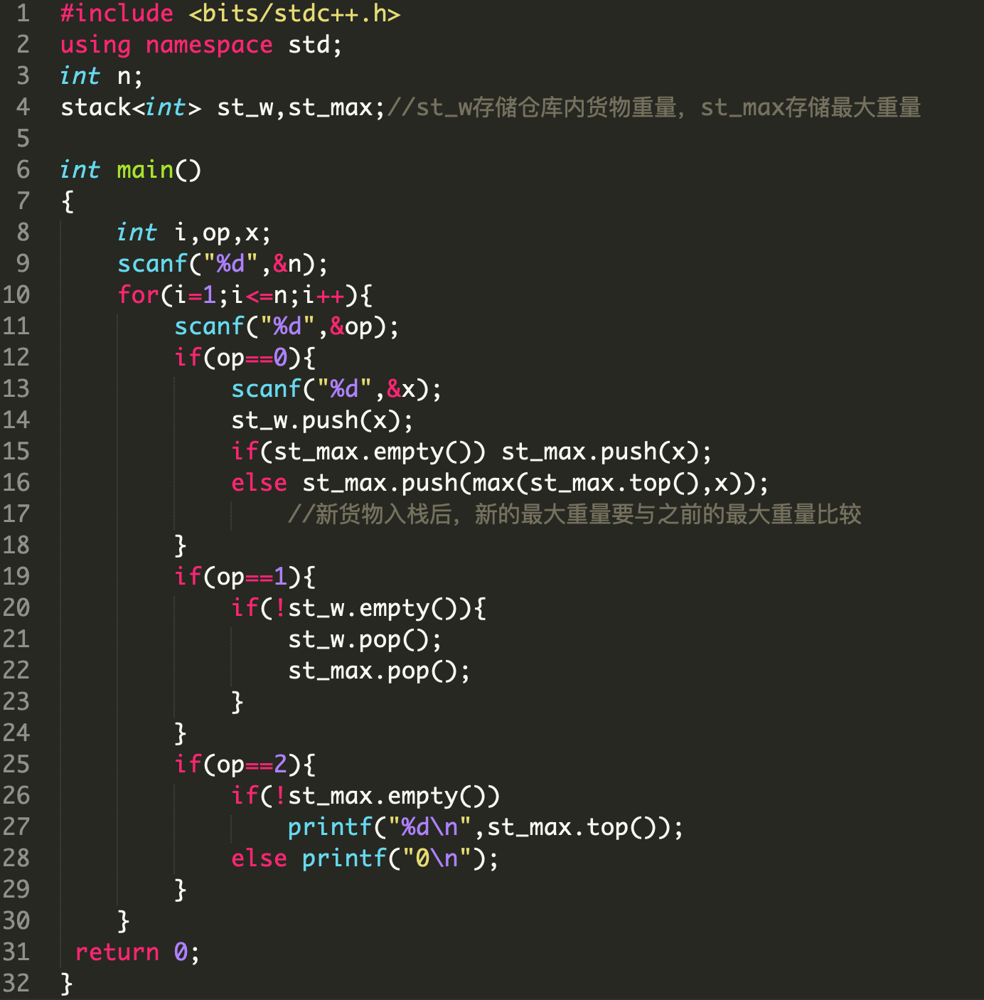 1 #include <bits/stdc++.h>
2 using namespace std;
3 int n;
4 stack<int> st_w,st_max;//st_w存储仓库内货物重量，st_max存储最大重量
5
6 int main()
7 {
8     int i,op,x;
9     scanf("%d",&n);
10     for(i=1;i<=n;i++){
11         scanf("%d",&op);
12         if(op==0){
13             scanf("%d",&x);
14             st_w.push(x);
15             if(st_max.empty()) st_max.push(x);
16             else st_max.push(max(st_max.top(),x));
17                 //新货物入栈后，新的最大重量要与之前的最大重量比较
18         }
19         if(op==1){
20             if(!st_w.empty()){
21                 st_w.pop();
22                 st_max.pop();
23             }
24         }
25         if(op==2){
26             if(!st_max.empty())
27                 printf("%d\n",st_max.top());
28             else printf("0\n");
29         }
30     }
31  return 0;
32 }